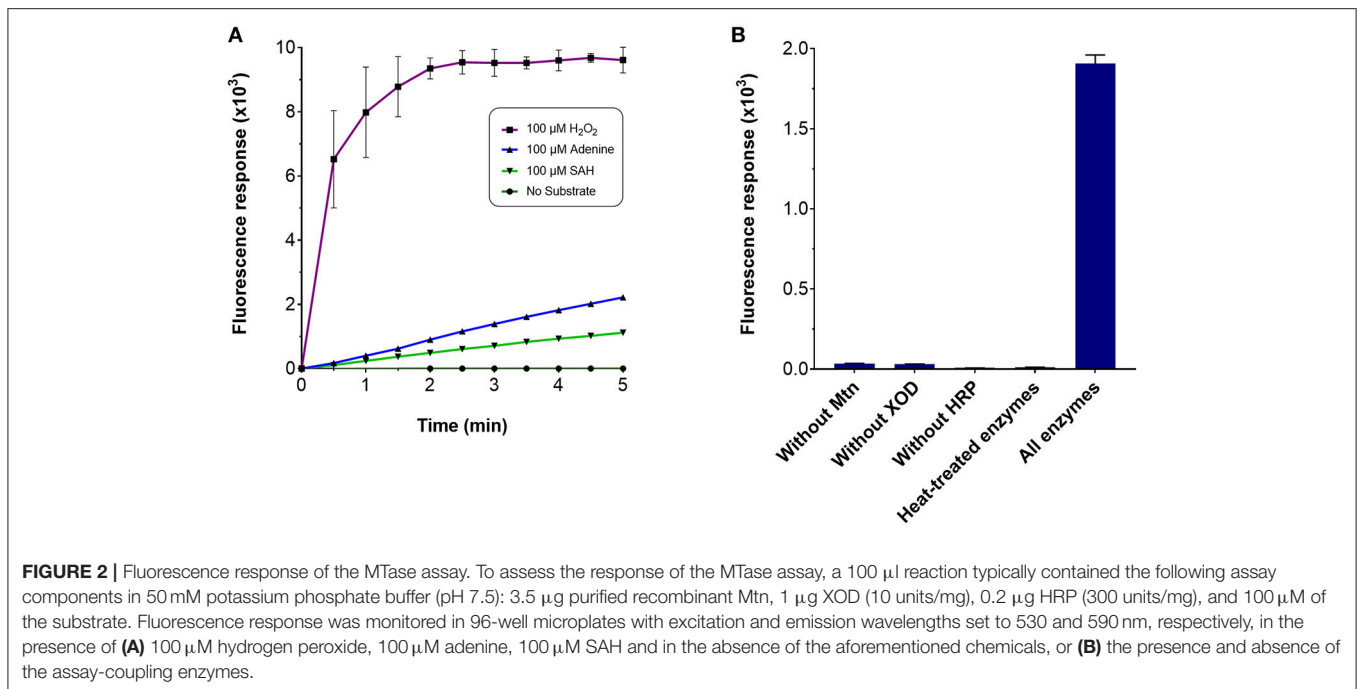 A
Fluorescence response (x10³)
10
8
6
4
2
0
0
1
2
3
4
5
Time (min)
100 µM H₂O₂
100 µM Adenine
100 µM SAH
No Substrate
B
Fluorescence response (x10³)
2.0
1.5
1.0
0.5
0.0
Without Mtn
Without XOD
Without HRP
Heat-treated enzymes
All enzymes
FIGURE 2 | Fluorescence response of the MTase assay. To assess the response of the MTase assay, a 100 µl reaction typically contained the following assay
components in 50 mM potassium phosphate buffer (pH 7.5): 3.5 µg purified recombinant Mtn, 1 µg XOD (10 units/mg), 0.2 µg HRP (300 units/mg), and 100 µM of
the substrate. Fluorescence response was monitored in 96-well microplates with excitation and emission wavelengths set to 530 and 590 nm, respectively, in the
presence of (A) 100 µM hydrogen peroxide, 100 µM adenine, 100 µM SAH and in the absence of the aforementioned chemicals, or (B) the presence and absence of
the assay-coupling enzymes.